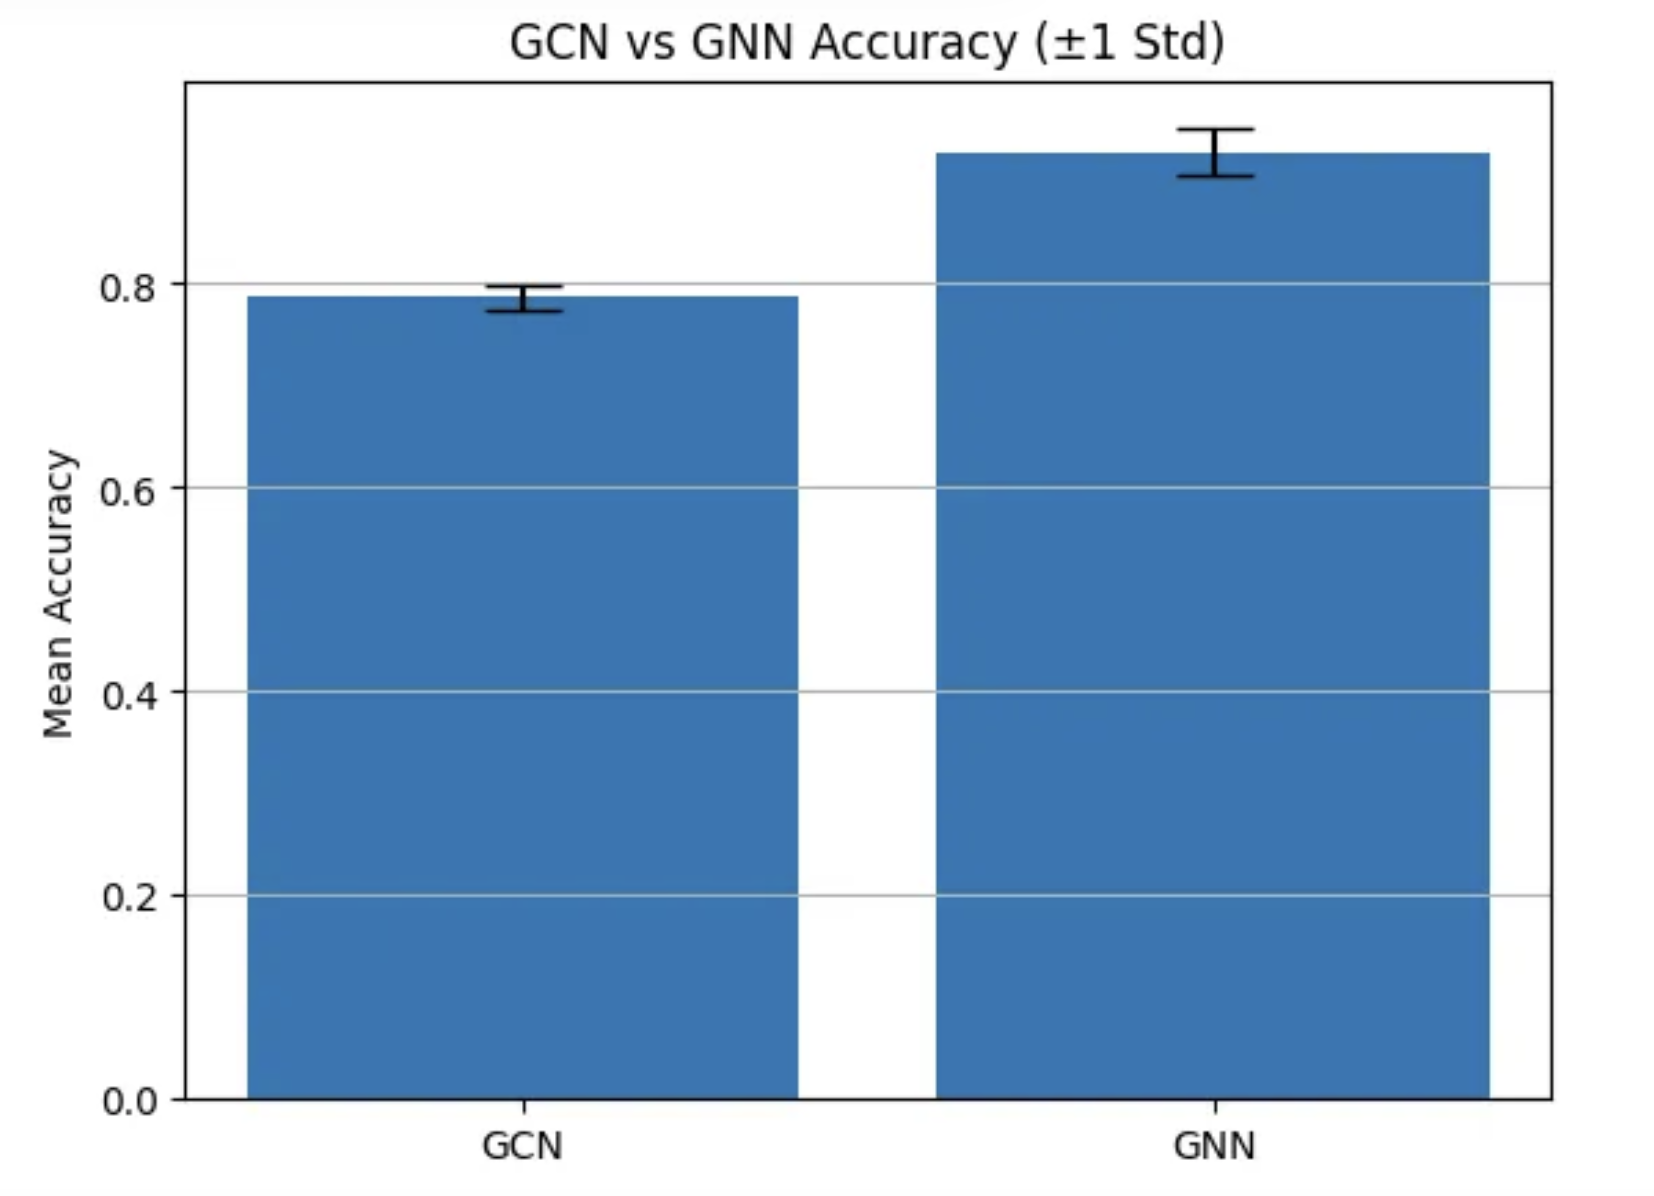 GCN vs GNN Accuracy (±1 Std)
Mean Accuracy
0.8
0.6
0.4
0.2
0.0
GCN
GNN